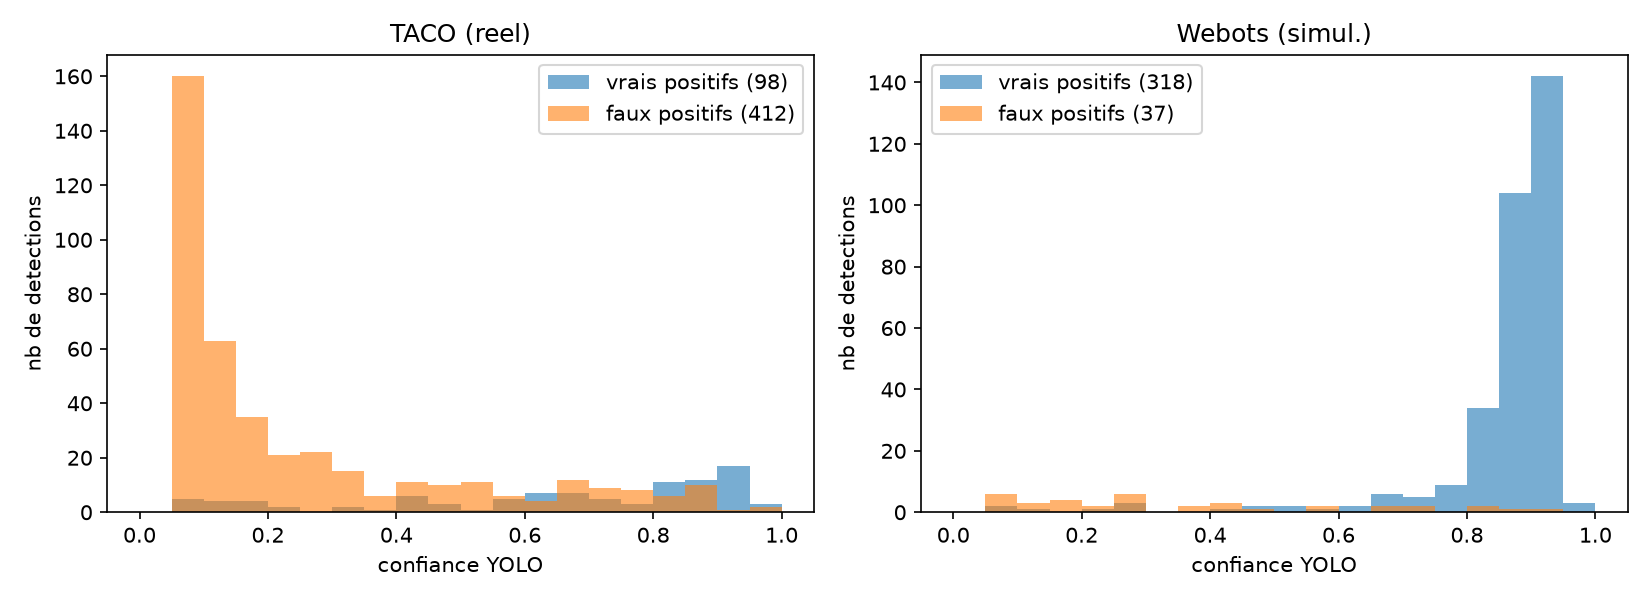 TACO (reel)
vrais positifs (98)
faux positifs (412)
160
140
120
100
80
60
40
20
0
nb de detections
0.0 0.2 0.4 0.6 0.8 1.0
confiance YOLO
Webots (simul.)
vrais positifs (318)
faux positifs (37)
140
120
100
80
60
40
20
0
nb de detections
0.0 0.2 0.4 0.6 0.8 1.0
confiance YOLO